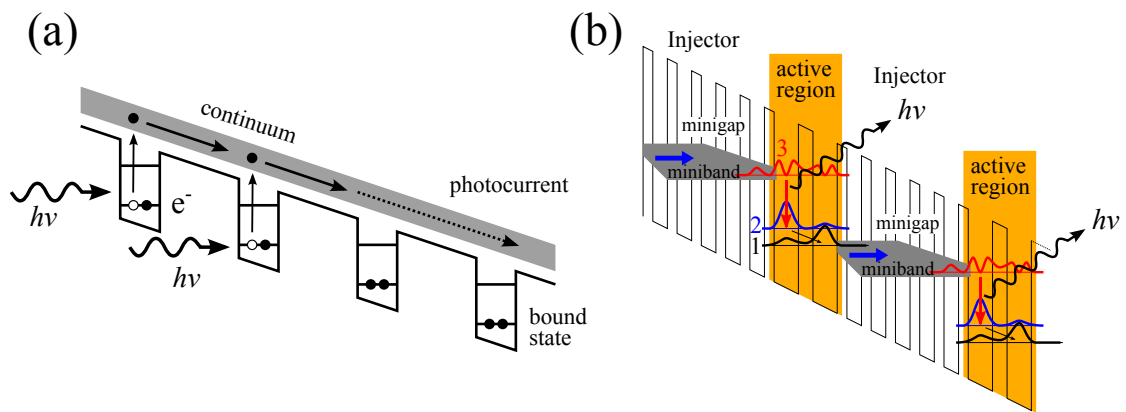 (a)
continuum
photocurrent
e-
hν
hν
bound
state
(b)
Injector
active
region
Injector
hν
minigap
3
miniband
2
1
active
region
minigap
hν
miniband